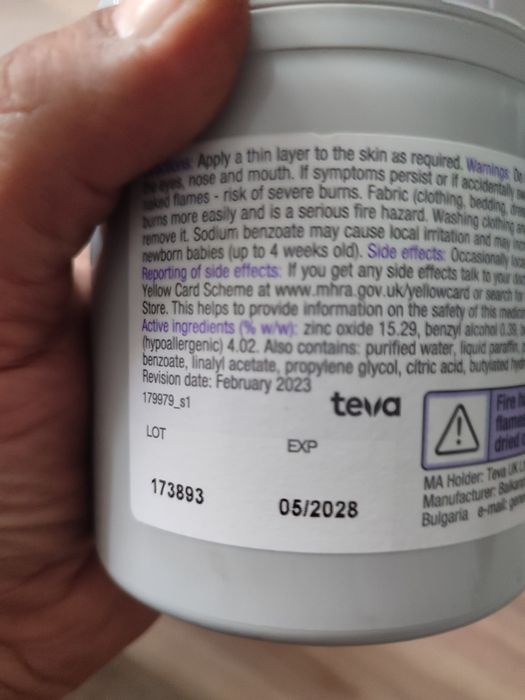 Apply a thin layer to the skin as required. Warnings: Do
the eyes, nose and mouth. If symptoms persist or if accidentally
naked flames - risk of severe burns. Fabric (clothing, bedding,
burns more easily and is a serious fire hazard. Washing clothing
remove it. Sodium benzoate may cause local irritation and may
newborn babies (up to 4 weeks old). Side effects: Occasionally
Reporting of side effects: If you get any side effects talk to your
Yellow Card Scheme at www.mhra.gov.uk/yellowcard or search for
Store. This helps to provide information on the safety of this
Active ingredients (% w/w): zinc oxide 15.29, benzyl alcohol 0.39,
(hypoallergenic) 4.02. Also contains: purified water, liquid paraffin,
benzoate, linalyl acetate, propylene glycol, citric acid, butylated
Revision date: February 2023
179979_s1
teva
LOT
EXP
173893
05/2028
Fire
dried
MA Holder: Teva UK
Manufacturer:
Bulgaria e-mail: